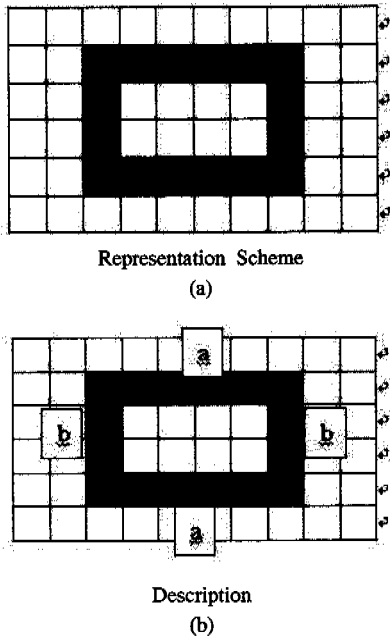 Representation Scheme
(a)
a
b b
a
Description
(b)